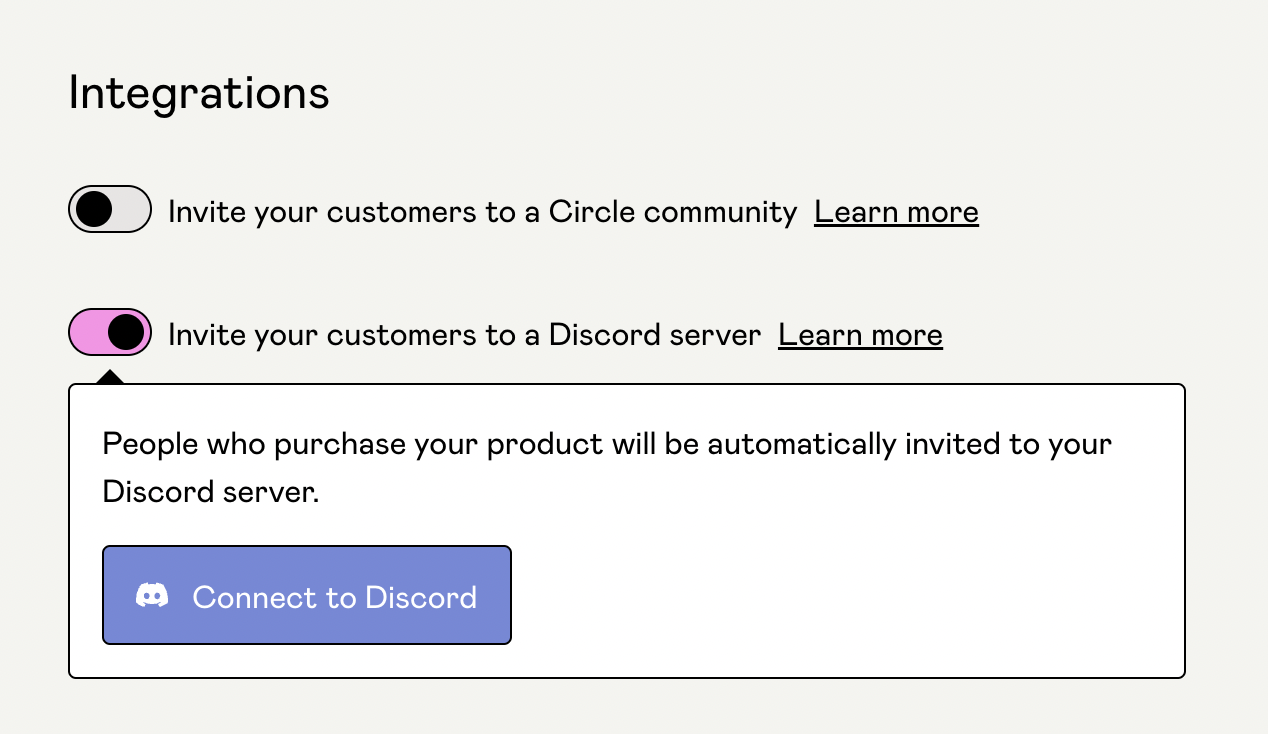 Integrations
Invite your customers to a Circle community Learn more
Invite your customers to a Discord server Learn more
People who purchase your product will be automatically invited to your
Discord server.
Connect to Discord